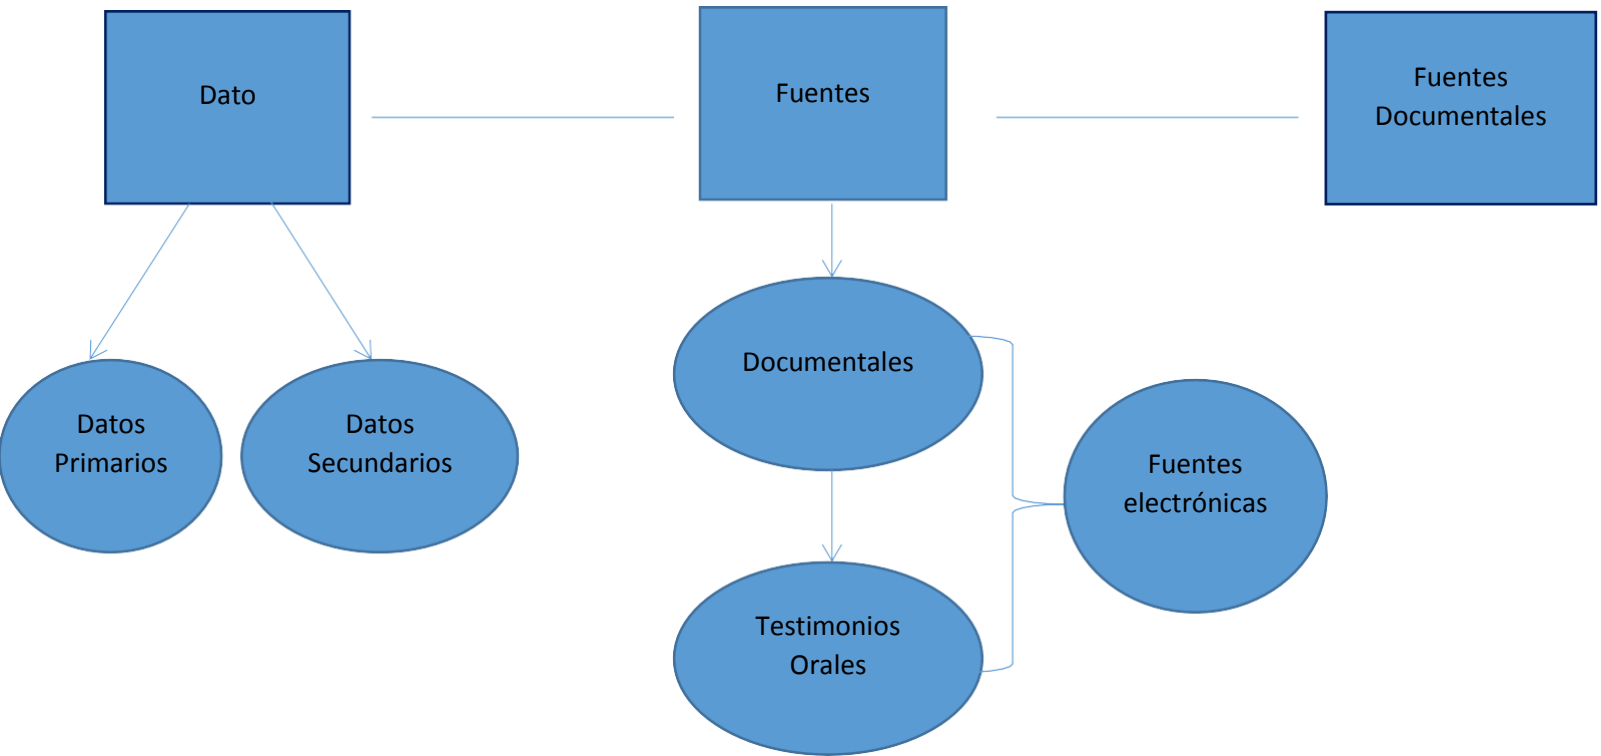 Dato
Fuentes
Fuentes
Documentales
Documentales
Datos
Primarios
Datos
Secundarios
Fuentes
electrónicas
Testimonios
Orales